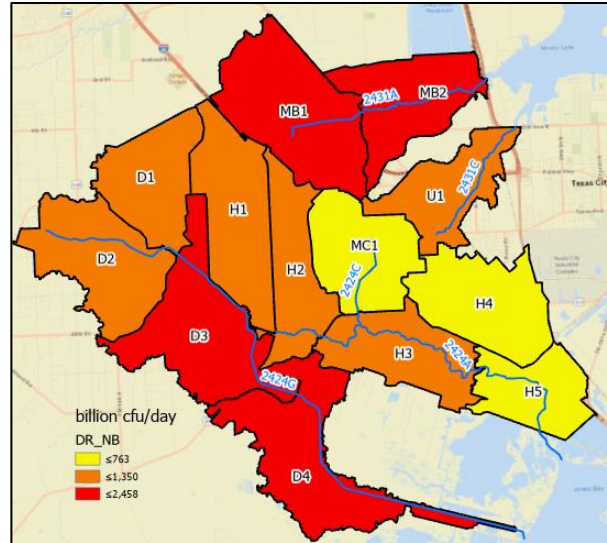 MB1
2431A
MB2
D1
H1
U1
2431C
Texas City
D2
H2
MC1
2424C
H4
D3
H3
2424A
H5
2424G
D4
billion cfu/day
DR_NB
≤763
≤1,350
≤2,458